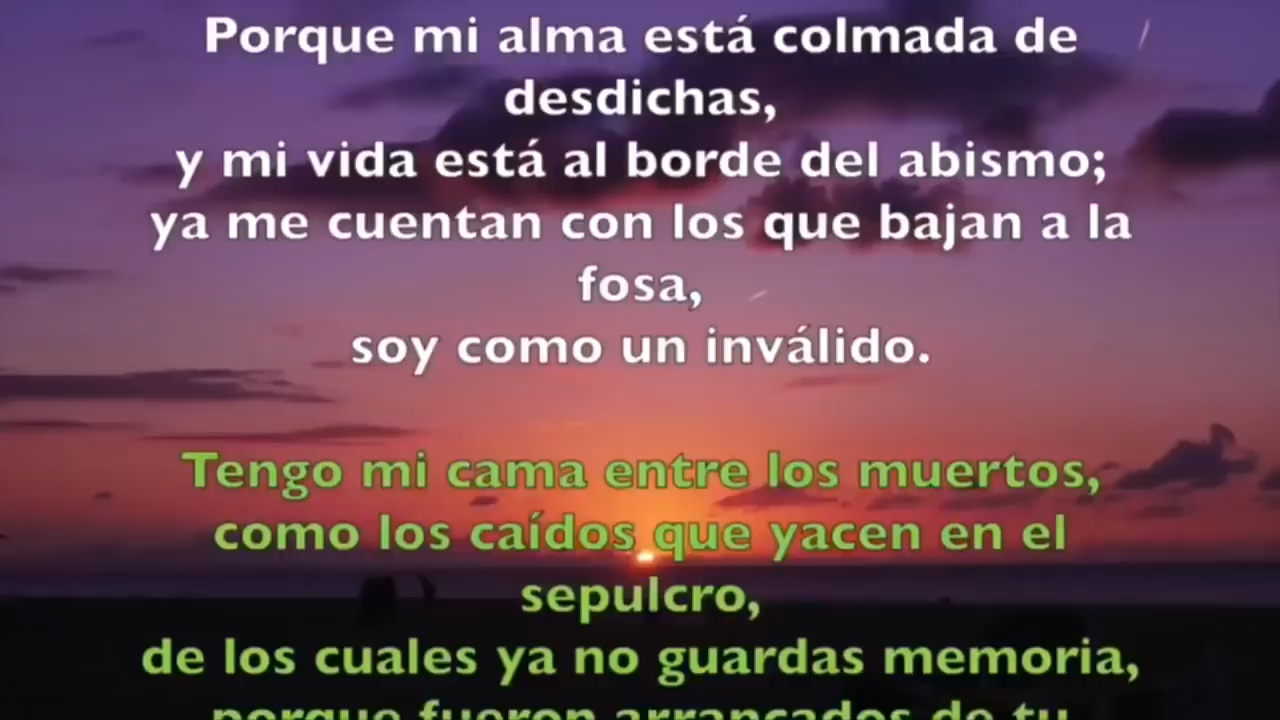 Porque mi alma está colmada de
desdichas,
y mi vida está al borde del abismo;
ya me cuentan con los que bajan a la
fosa,
soy como un inválido.
Tengo mi cama entre los muertos,
como los caídos que yacen en el
sepulcro,
de los cuales ya no guardas memoria,
porque fueron arrancados de tu